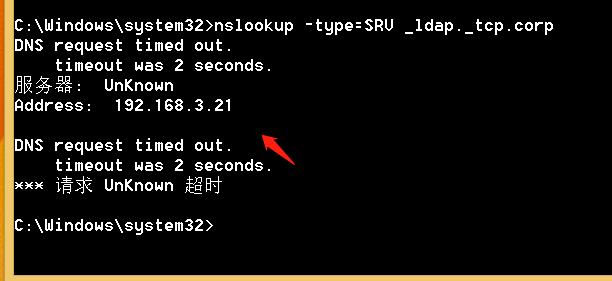 C:\Windows\system32>nslookup -type=SRV _ldap._tcp.corp
DNS request timed out.
    timeout was 2 seconds.
服务器:  UnKnown
Address:  192.168.3.21
DNS request timed out.
    timeout was 2 seconds.
*** 请求 UnKnown 超时
C:\Windows\system32>